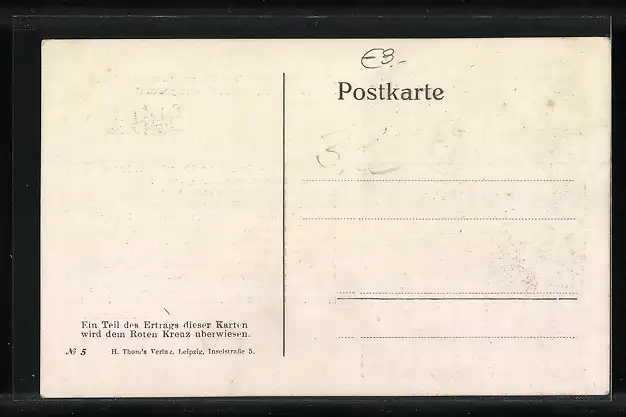 €3.-
Postkarte
3,-
Ein Teil des Ertrags dieser Karten
wird dem Roten Kreuz überwiesen.
№ 5 H. Thom's Verlag, Leipzig, Inselstraße 5.